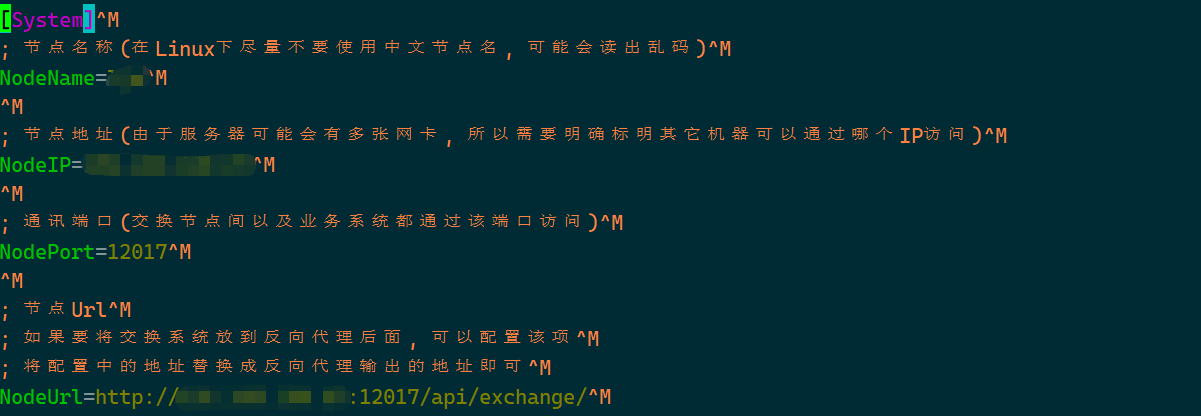 [System]^M
; 节点名称(在Linux下尽量不要使用中文节点名,可能会读出乱码)^M
NodeName=^M
^M
; 节点地址(由于服务器可能会有多张网卡,所以需要明确标明其它机器可以通过哪个IP访问)^M
NodeIP=^M
^M
; 通讯端口(交换节点间以及业务系统都通过该端口访问)^M
NodePort=12017^M
^M
; 节点Url^M
; 如果要将交换系统放到反向代理后面,可以配置该项^M
; 将配置中的地址替换成反向代理输出的地址即可^M
NodeUrl=http://:12017/api/exchange/^M